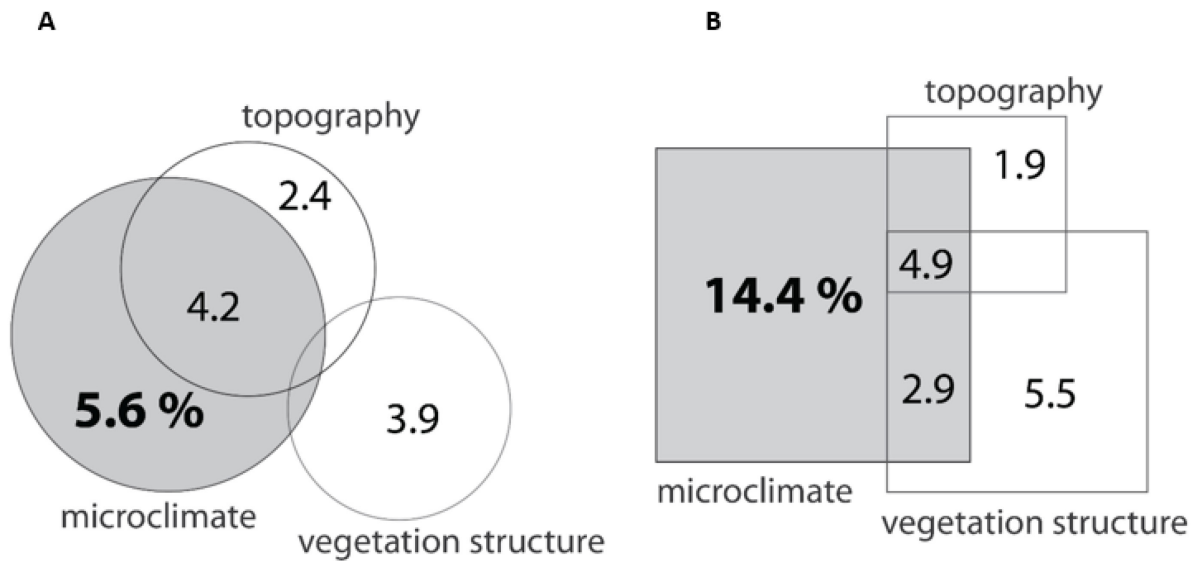 A
topography
2.4
4.2
5.6 %
3.9
microclimate
vegetation structure
B
topography
1.9
4.9
14.4 %
2.9
5.5
microclimate
vegetation structure